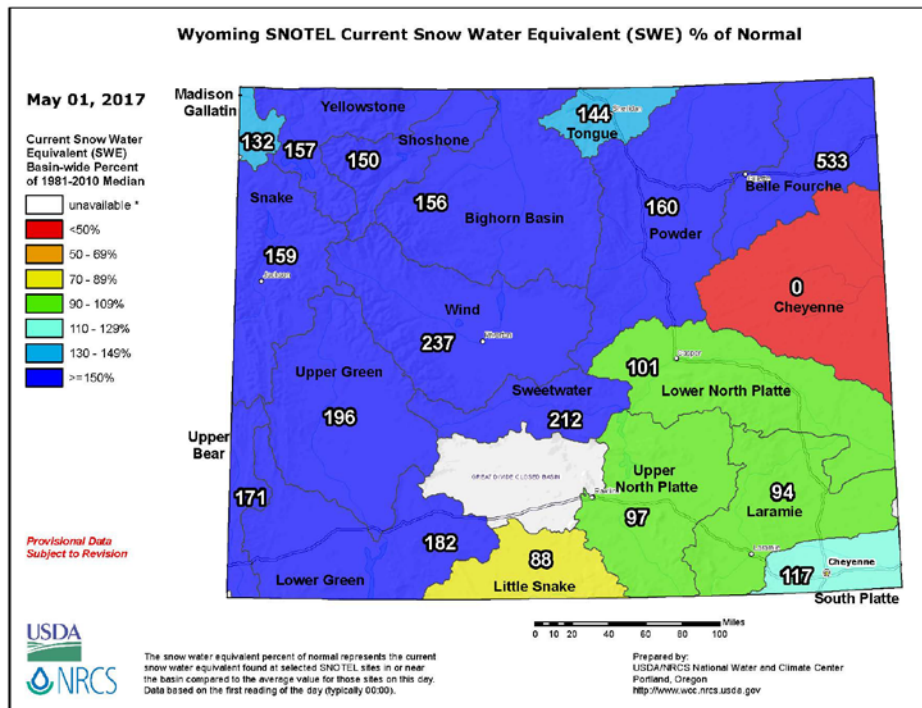 Wyoming SNOTEL Current Snow Water Equivalent (SWE) % of Normal
May 01, 2017
Current Snow Water
Equivalent (SWE)
Basin-wide Percent
of 1981-2010 Median
unavailable *
<50%
50 - 69%
70 - 89%
90 - 109%
110 - 129%
130 - 149%
>=150%
Provisional Data
Subject to Revision
Madison
Gallatin
132
Yellowstone
157
Shoshone
150
144
Tongue
533
Belle Fourche
Snake
156
Bighorn Basin
160
Powder
159
Jackson
0
Cheyenne
Wind
237
Riverton
101
Casper
Lower North Platte
Upper Green
196
Sweetwater
212
Upper
Bear
171
GREAT DIVIDE CLOSED BASIN
Upper
North Platte
97
94
Laramie
182
Lower Green
88
Little Snake
117
Cheyenne
South Platte
Miles
0 10 20 40 60 80 100
USDA
NRCS
The snow water equivalent percent of normal represents the current
snow water equivalent found at selected SNOTEL sites in or near
the basin compared to the average value for those sites on this day.
Data based on the first reading of the day (typically 00:00).
Prepared by:
USDA/NRCS National Water and Climate Center
Portland, Oregon
http://www.wcc.nrcs.usda.gov